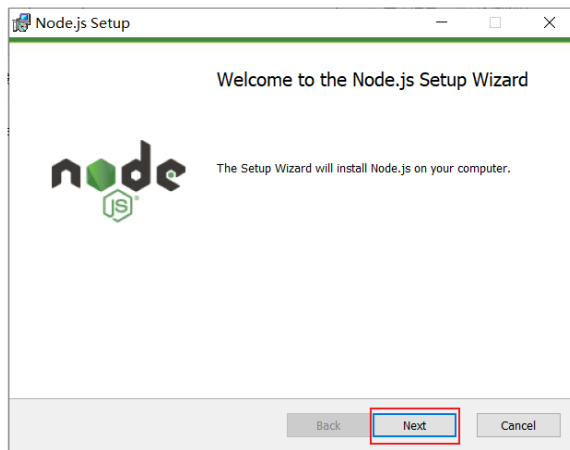 Node.js Setup
Welcome to the Node.js Setup Wizard
The Setup Wizard will install Node.js on your computer.
node
JS
Back
Next
Cancel